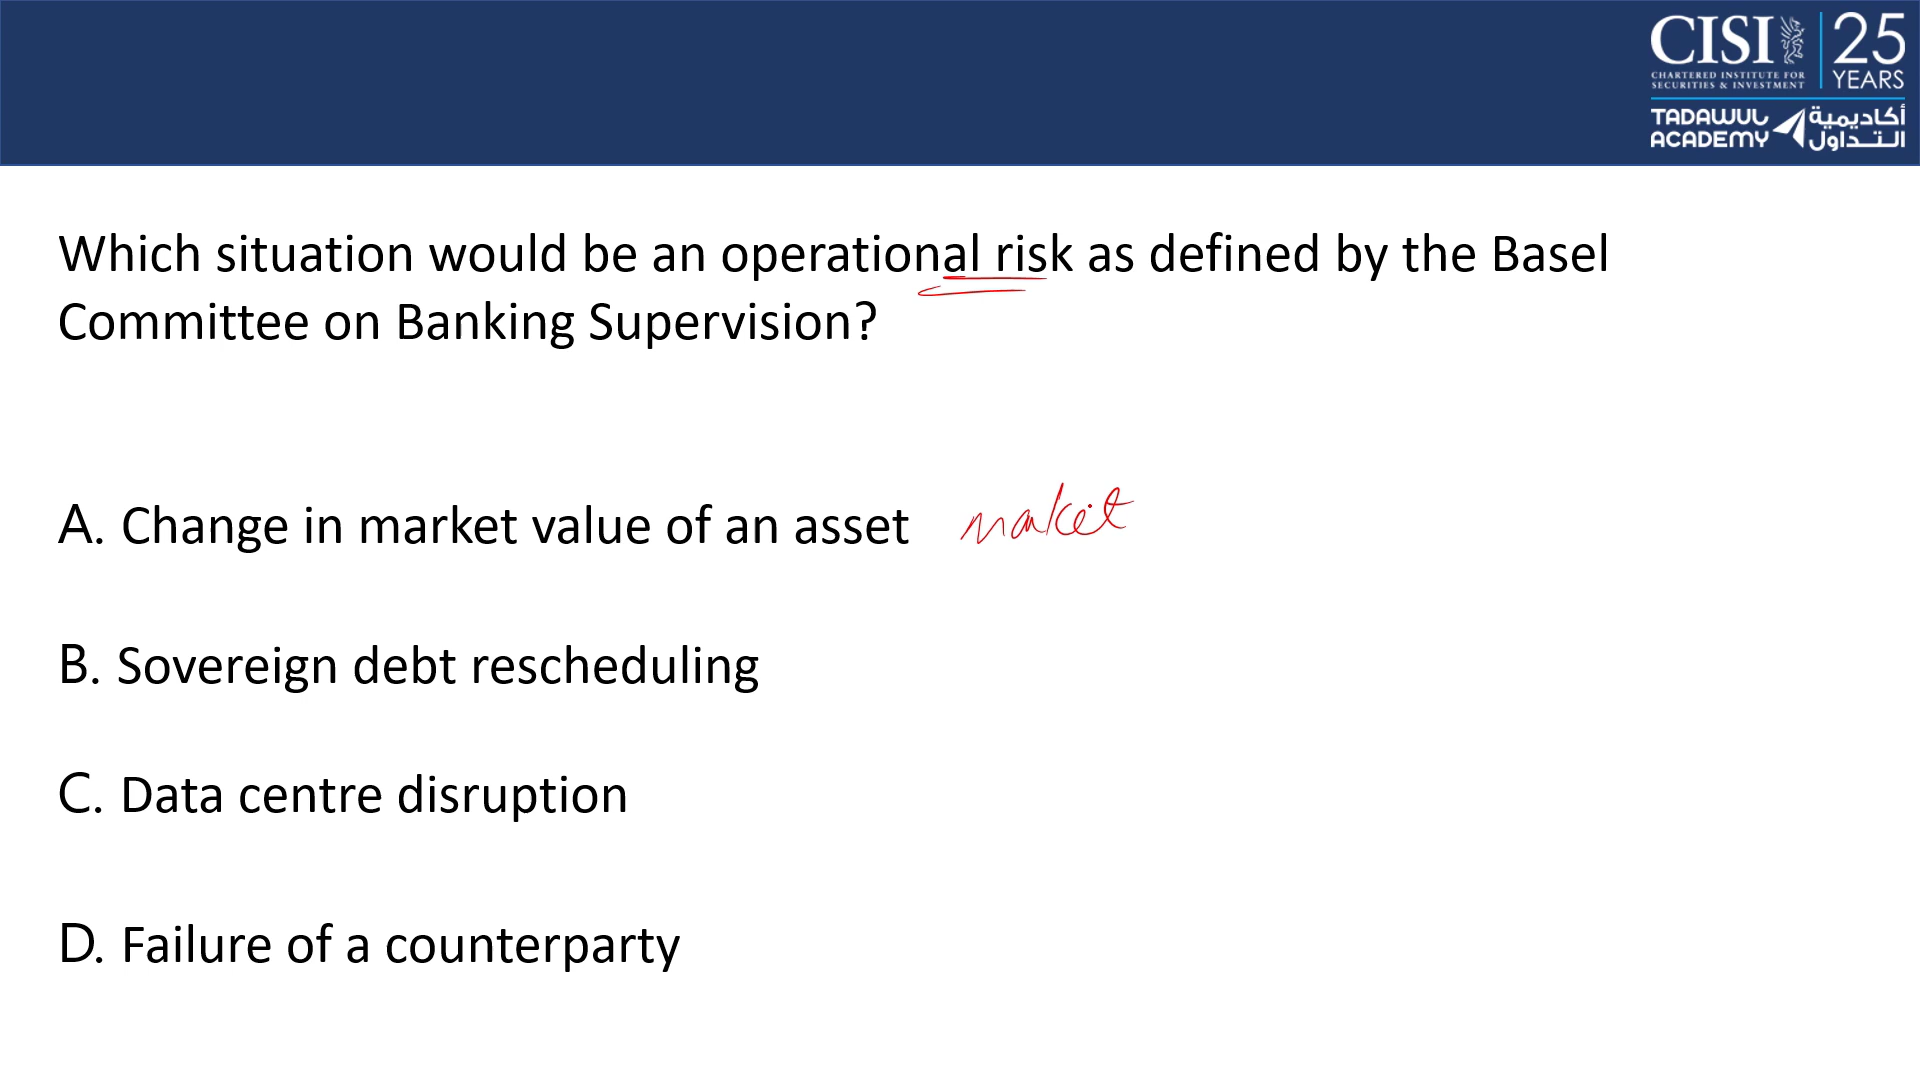 CISI 25
CHARTERED INSTITUTE FOR YEARS
SECURITIES & INVESTMENT
TADAWUL أكاديمية
ACADEMY التداول
Which situation would be an operational risk as defined by the Basel
Committee on Banking Supervision?
A. Change in market value of an asset market
B. Sovereign debt rescheduling
C. Data centre disruption
D. Failure of a counterparty